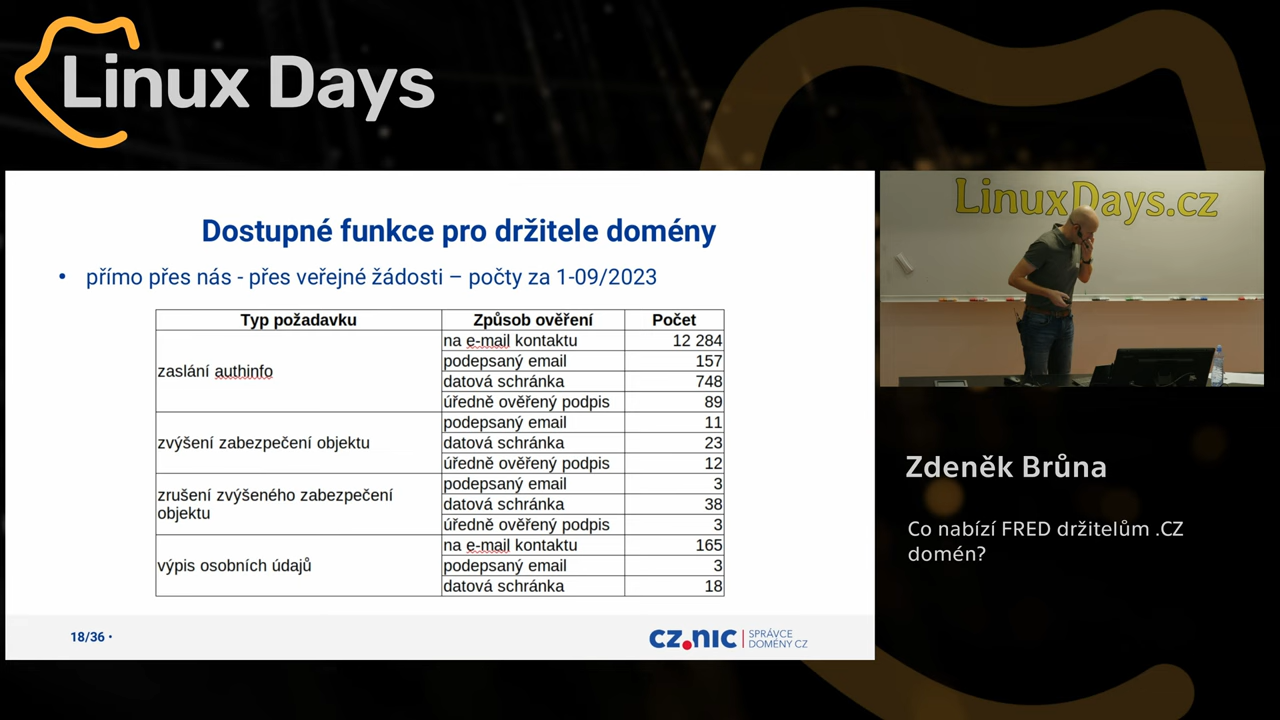 Linux Days
Dostupné funkce pro držitele domény
• přímo přes nás - přes veřejné žádosti – počty za 1-09/2023
Typ požadavku Způsob ověření Počet
zaslání authinfo
na e-mail kontaktu 12 284
podepsaný email 157
datová schránka 748
úředně ověřený podpis 89
zvýšení zabezpečení objektu
podepsaný email 11
datová schránka 23
úředně ověřený podpis 12
zrušení zvýšeného zabezpečení
objektu
podepsaný email 3
datová schránka 38
úředně ověřený podpis 3
výpis osobních údajů
na e-mail kontaktu 165
podepsaný email 3
datová schránka 18
18/36 •
cz.nic
SPRÁVCE
DOMÉNY CZ
LinuxDays.cz
Zdeněk Brůna
Co nabízí FRED držitelům .CZ
domén?